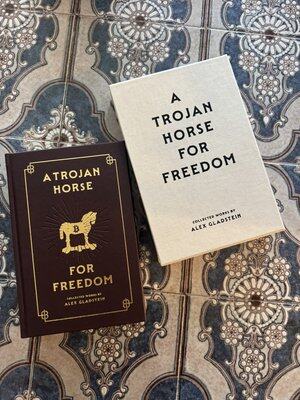 A TROJAN
HORSE
B
FOR
FREEDOM
COLLECTED WORKS BY
ALEX GLADSTEIN
A
TROJAN
HORSE
FOR
FREEDOM
COLLECTED WORKS BY
ALEX GLADSTEIN